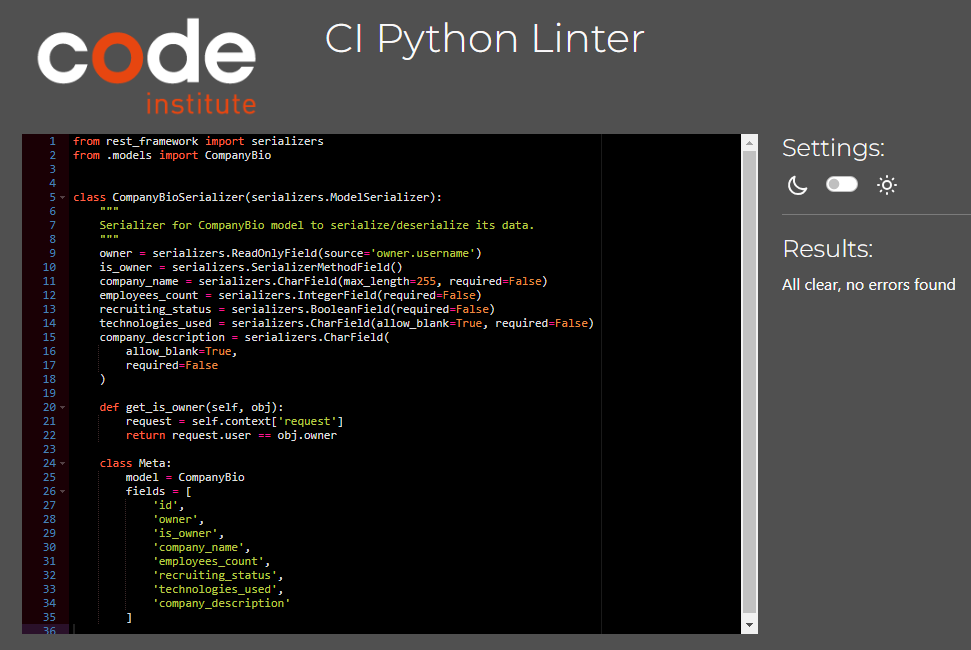 code
institute
CI Python Linter
1 from rest_framework import serializers
2 from .models import CompanyBio
3
4
5 class CompanyBioSerializer(serializers.ModelSerializer):
6     """
7     Serializer for CompanyBio model to serialize/deserialize its data.
8     """
9     owner = serializers.ReadOnlyField(source='owner.username')
10     is_owner = serializers.SerializerMethodField()
11     company_name = serializers.CharField(max_length=255, required=False)
12     employees_count = serializers.IntegerField(required=False)
13     recruiting_status = serializers.BooleanField(required=False)
14     technologies_used = serializers.CharField(allow_blank=True, required=False)
15     company_description = serializers.CharField(
16         allow_blank=True,
17         required=False
18     )
19
20     def get_is_owner(self, obj):
21         request = self.context['request']
22         return request.user == obj.owner
23
24     class Meta:
25         model = CompanyBio
26         fields = [
27             'id',
28             'owner',
29             'is_owner',
30             'company_name',
31             'employees_count',
32             'recruiting_status',
33             'technologies_used',
34             'company_description'
35         ]
36
Settings:
Results:
All clear, no errors found